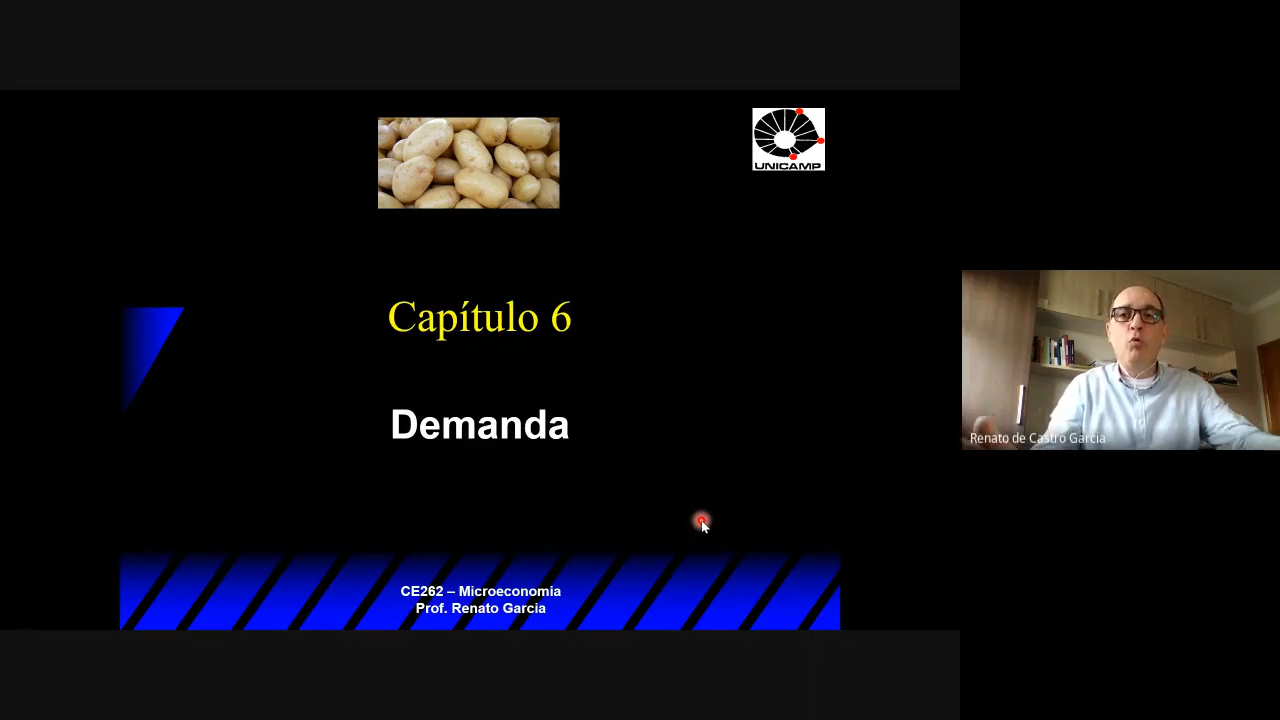 UNICAMP
Capítulo 6
Demanda
Renato de Castro Garcia
CE262 – Microeconomia
Prof. Renato Garcia